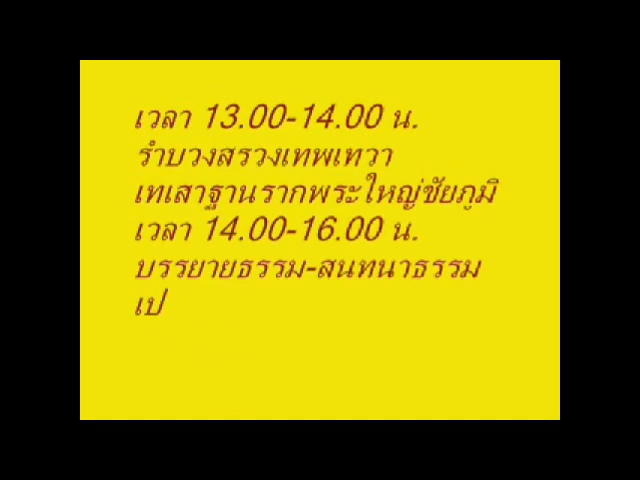 เวลา 13.00-14.00 น.
รำบวงสรวงเทพเทวา
เทเสาฐานรากพระใหญ่ชัยภูมิ
เวลา 14.00-16.00 น.
บรรยายธรรม-สนทนาธรรม
เป